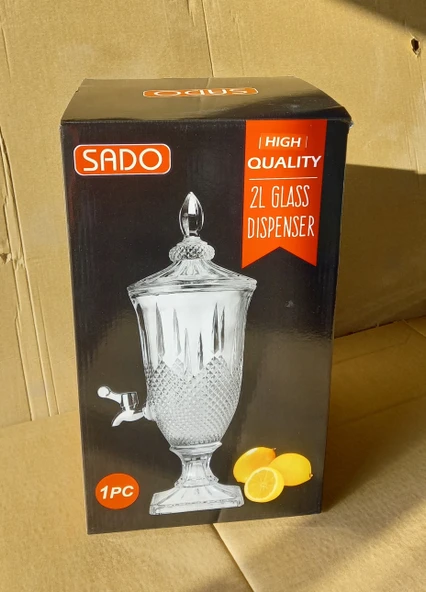 SADO
SADO
| HIGH |
QUALITY
2L GLASS
DISPENSER
1PC